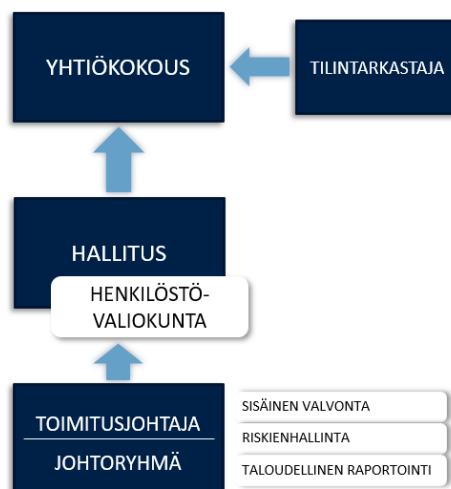 YHTIÖKOKOUS
TILINTARKASTAJA
HALLITUS
HENKILÖSTÖ-
VALIOKUNTA
TOIMITUSJOHTAJA
JOHTORYHMÄ
SISÄINEN VALVONTA
RISKIENHALLINTA
TALOUDELLINEN RAPORTOINTI